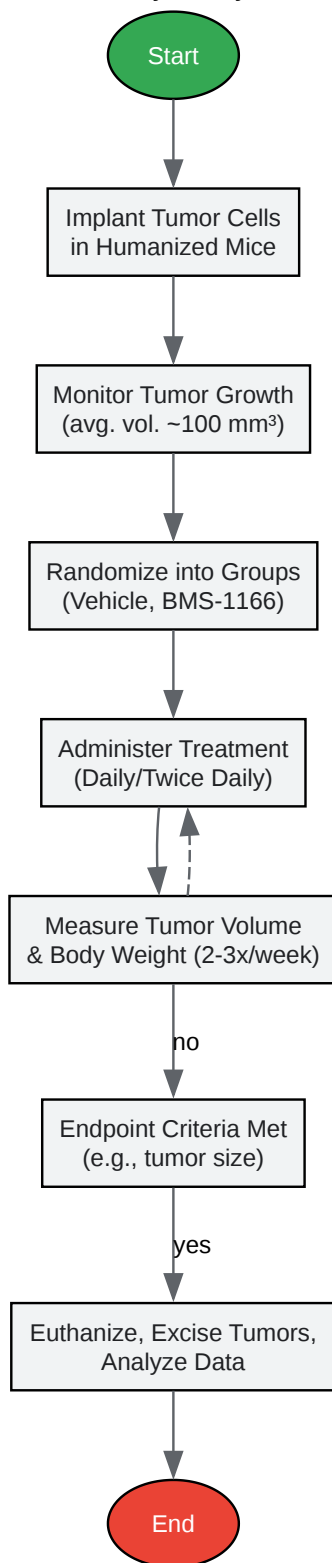 Start
Implant Tumor Cells
in Humanized Mice
Monitor Tumor Growth
(avg. vol. ~100 mm³)
Randomize into Groups
(Vehicle, BMS-1166)
Administer Treatment
(Daily/Twice Daily)
Measure Tumor Volume
& Body Weight (2-3x/week)
no
Endpoint Criteria Met
(e.g., tumor size)
yes
Euthanize, Excise Tumors,
Analyze Data
End